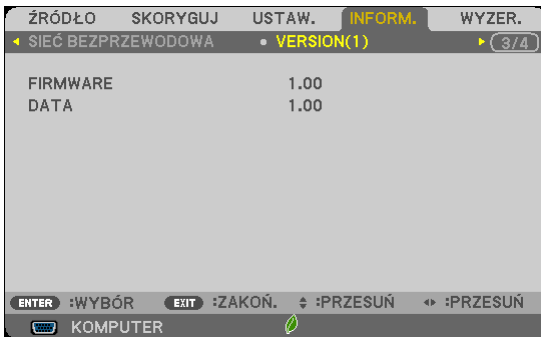 ŹRÓDŁO SKORYGUJ USTAW. INFORM. WYZER.
SIEĆ BEZPRZEWODOWA • VERSION(1) 3/4
FIRMWARE 1.00
DATA 1.00
ENTER :WYBÓR EXIT :ZAKOŃ. :PRZESUŃ :PRZESUŃ
KOMPUTER